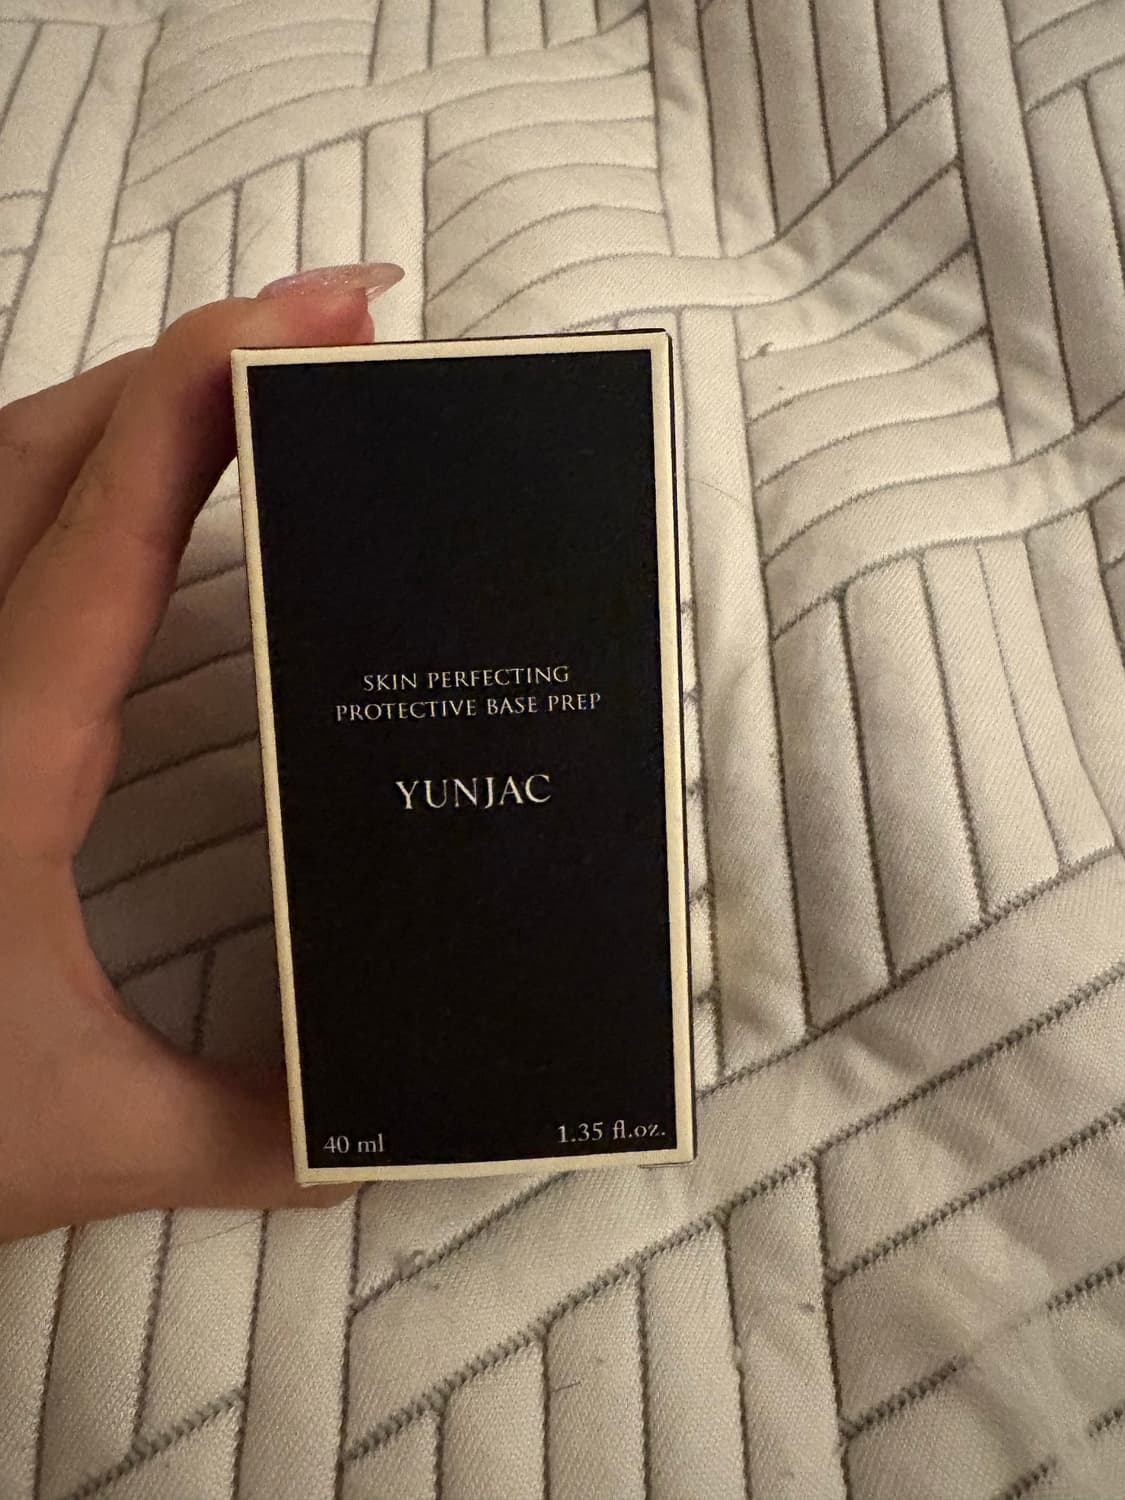 SKIN PERFECTING
PROTECTIVE BASE PREP
YUNJAC
40 ml
1.35 fl.oz.